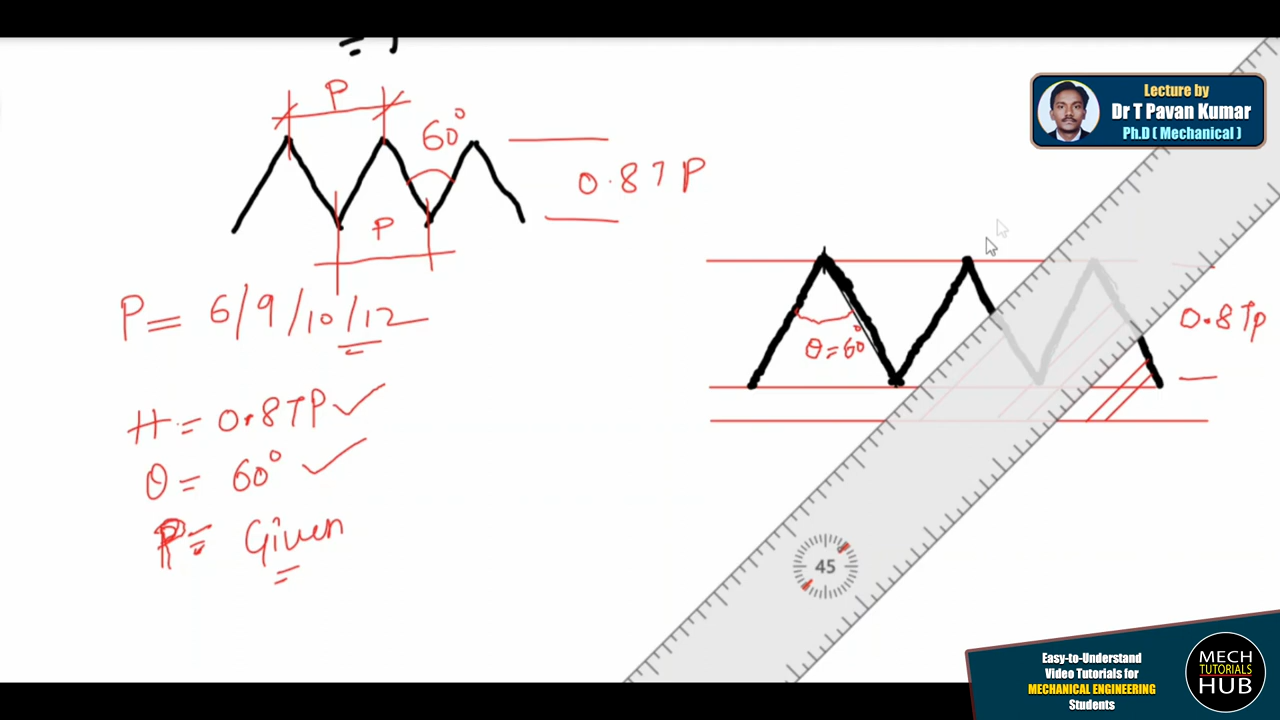 Lecture by
Dr T Pavan Kumar
Ph.D ( Mechanical )
P
60°
0.87 P
P
P = 6/9/10/12
H = 0.87P
θ = 60°
P = Given
θ = 60°
0.87p
45
Easy-to-Understand
Video Tutorials for
MECHANICAL ENGINEERING
Students
MECH
TUTORIALS
HUB